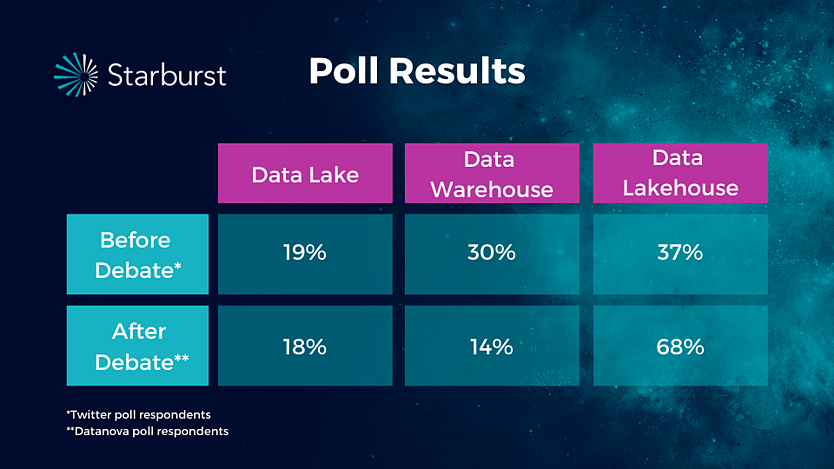 Starburst
Poll Results
Data Lake
Data
Warehouse
Data
Lakehouse
Before
Debate*
19%
30%
37%
After
Debate**
18%
14%
68%
*Twitter poll respondents
**Datanova poll respondents